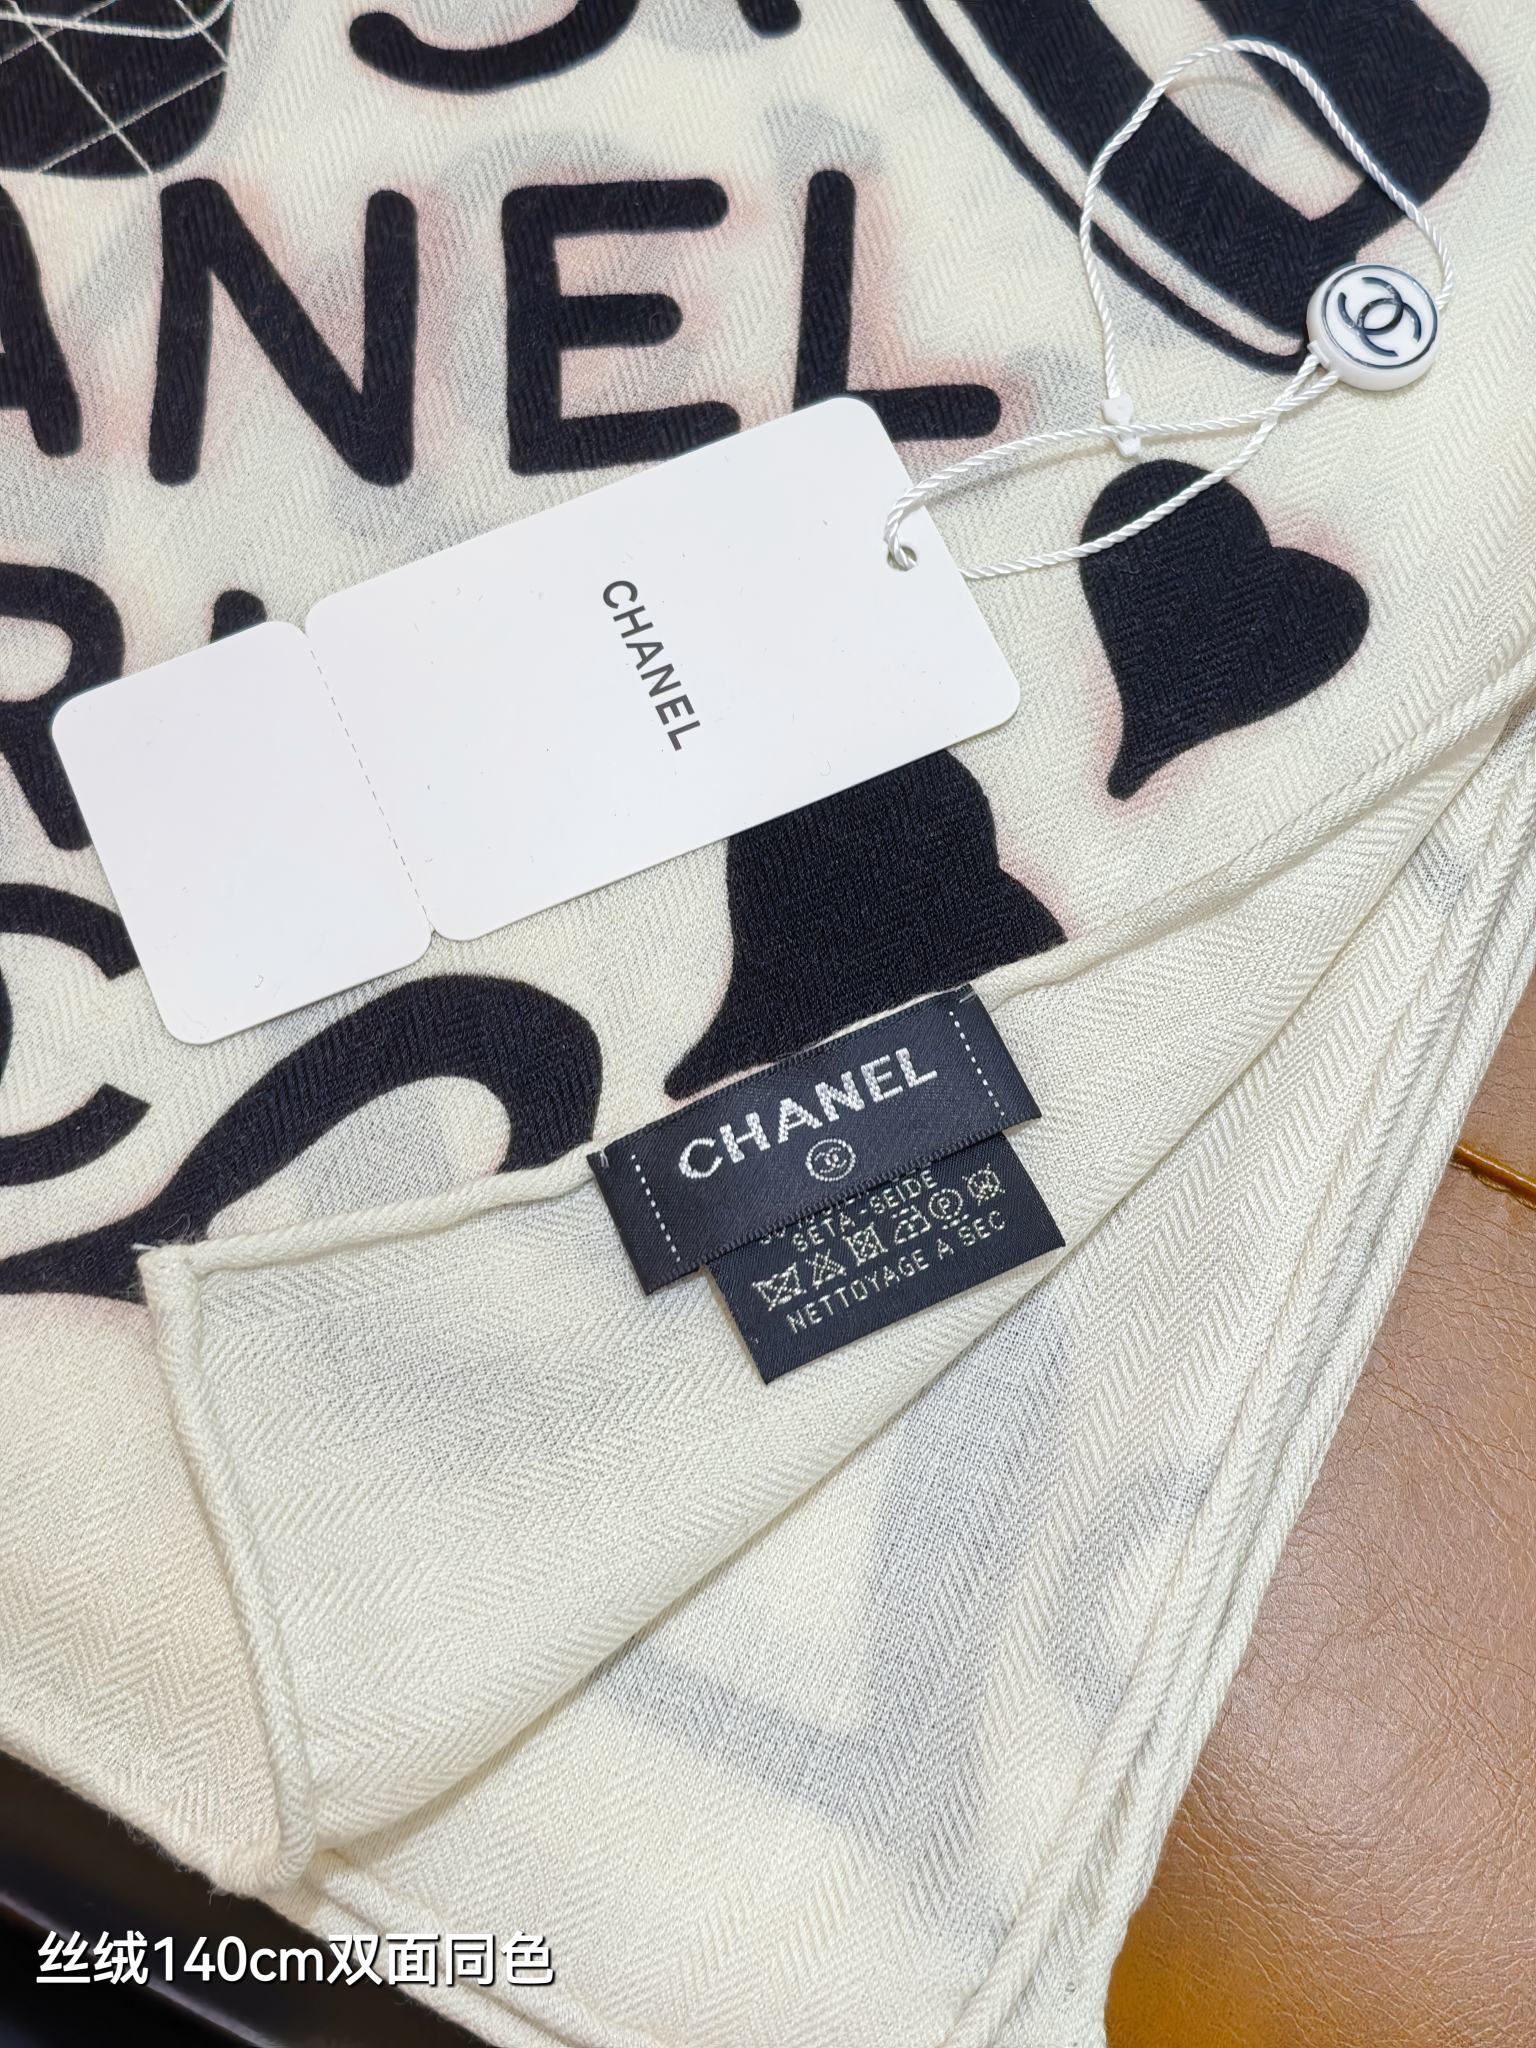 ANEL
CHANEL
CHANEL
SETA-SEIDE
NETTOYAGE A SEC
丝绒140cm双面同色